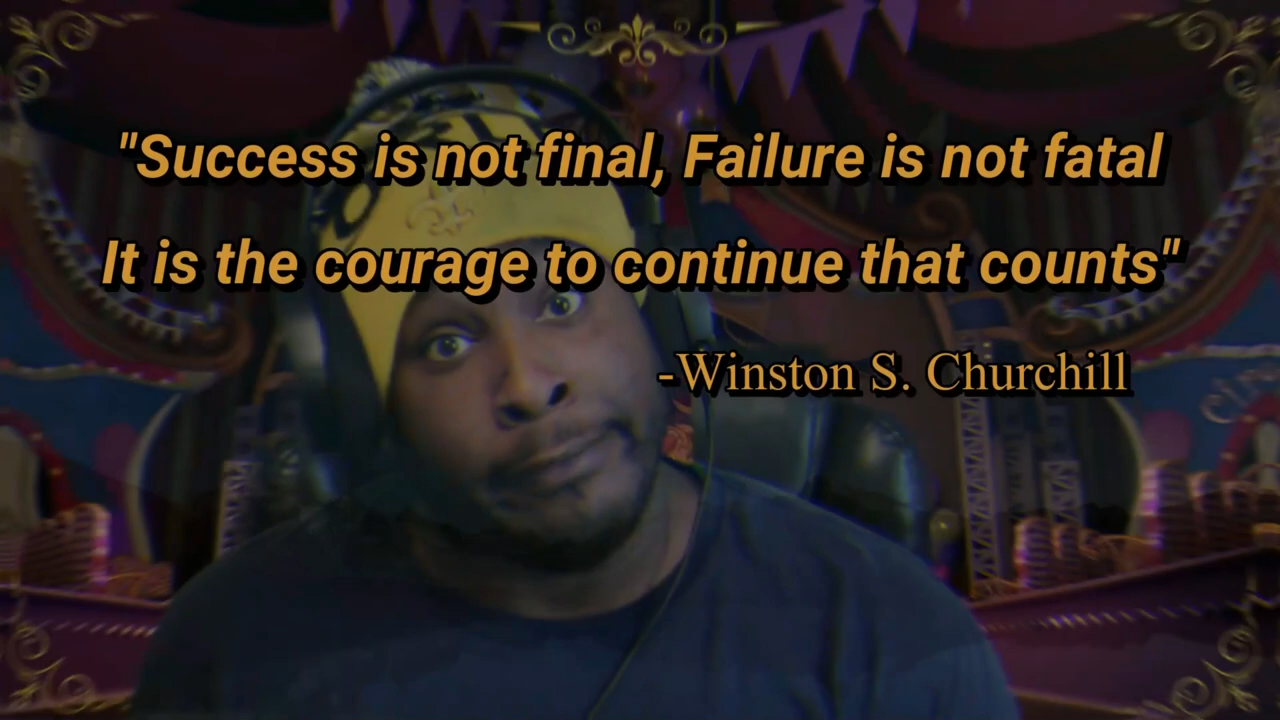 "Success is not final, Failure is not fatal
It is the courage to continue that counts"
-Winston S. Churchill